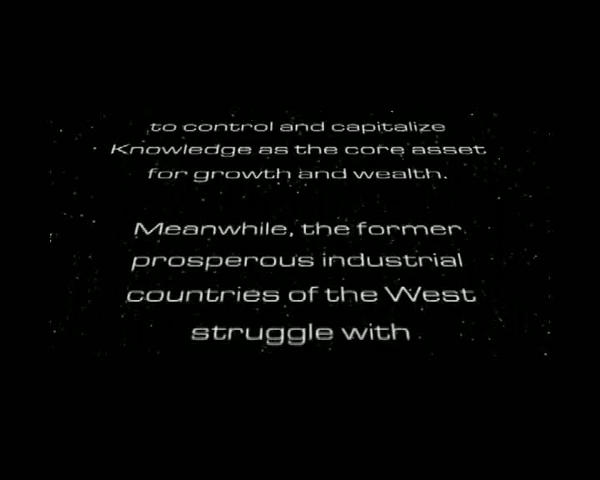 to control and capitalize
Knowledge as the core asset
for growth and wealth.
Meanwhile, the former
prosperous industrial
countries of the West
struggle with